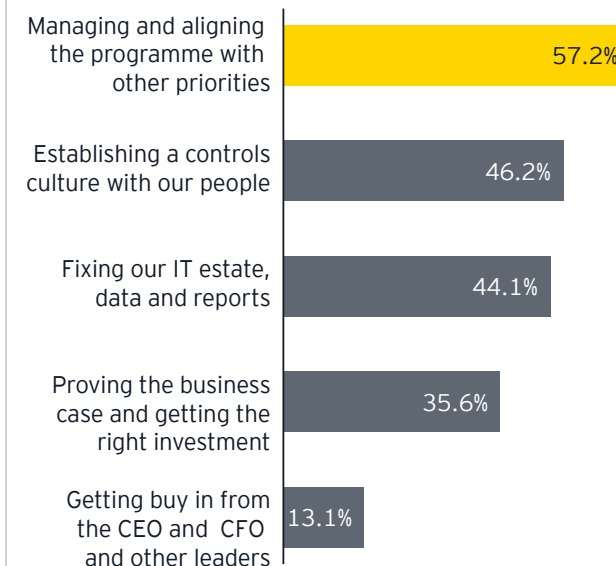 Managing and aligning
the programme with
other priorities
57.2%
Establishing a controls
culture with our people
46.2%
Fixing our IT estate,
data and reports
44.1%
Proving the business
case and getting the
right investment
35.6%
Getting buy in from
the CEO and CFO
and other leaders
13.1%